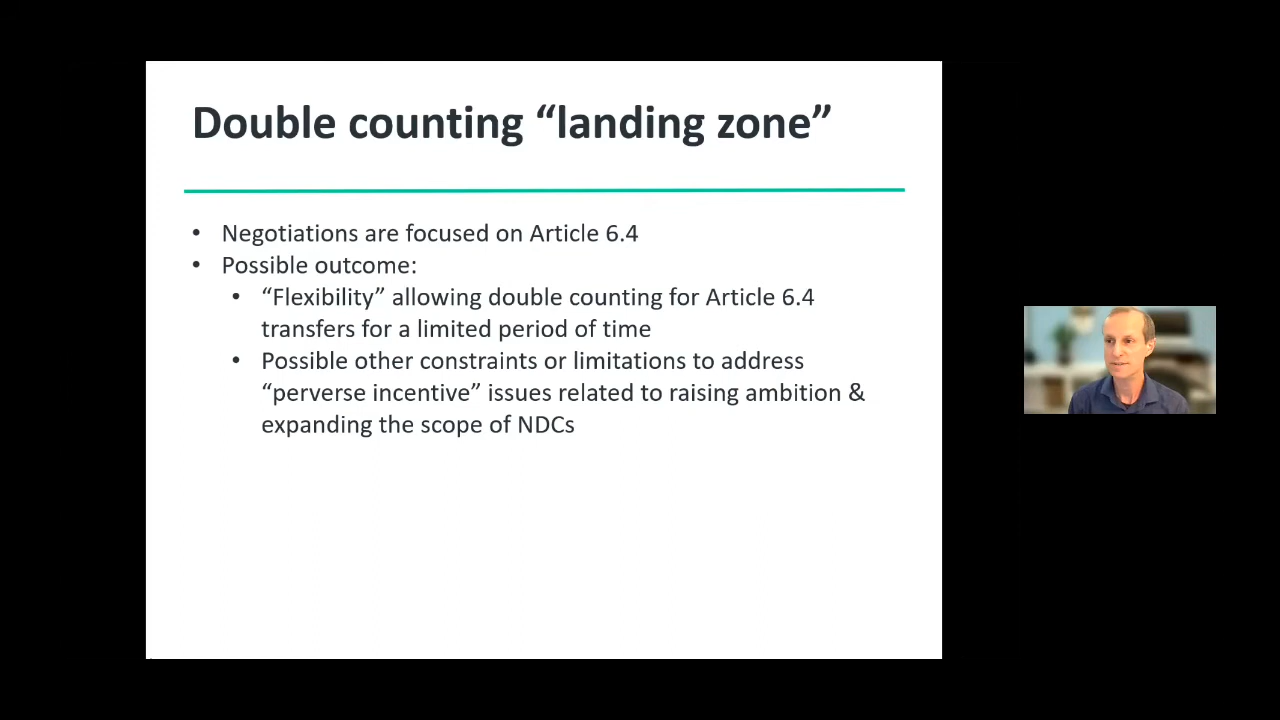 Double counting “landing zone”
• Negotiations are focused on Article 6.4
• Possible outcome:
• “Flexibility” allowing double counting for Article 6.4
transfers for a limited period of time
• Possible other constraints or limitations to address
“perverse incentive” issues related to raising ambition &
expanding the scope of NDCs